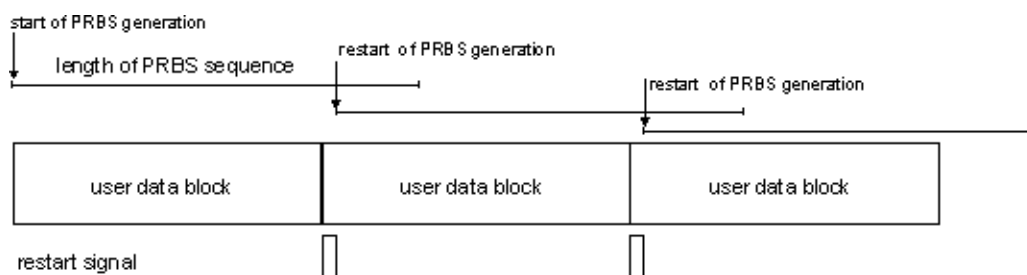 start of PRBS generation
restart of PRBS generation
length of PRBS sequence
restart of PRBS generation
user data block
user data block
user data block
restart signal